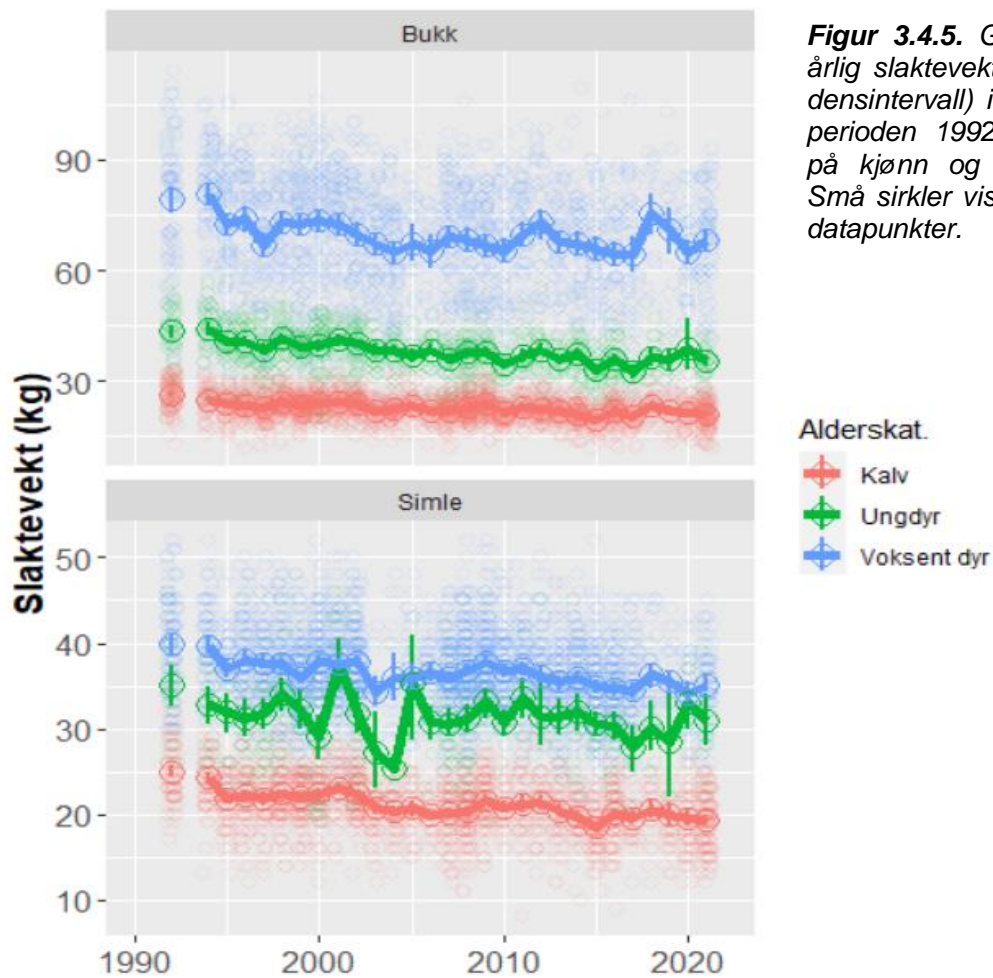 Bukk
90
60
30
Slaktevekt (kg)
Simle
50
40
30
20
10
1990 2000 2010 2020
Figur 3.4.5. G
årlig slaktevekt
densintervall) i
perioden 1992
på kjønn og
Små sirkler vis
datapunkter.
Alderskat.
Kalv
Ungdyr
Voksent dyr